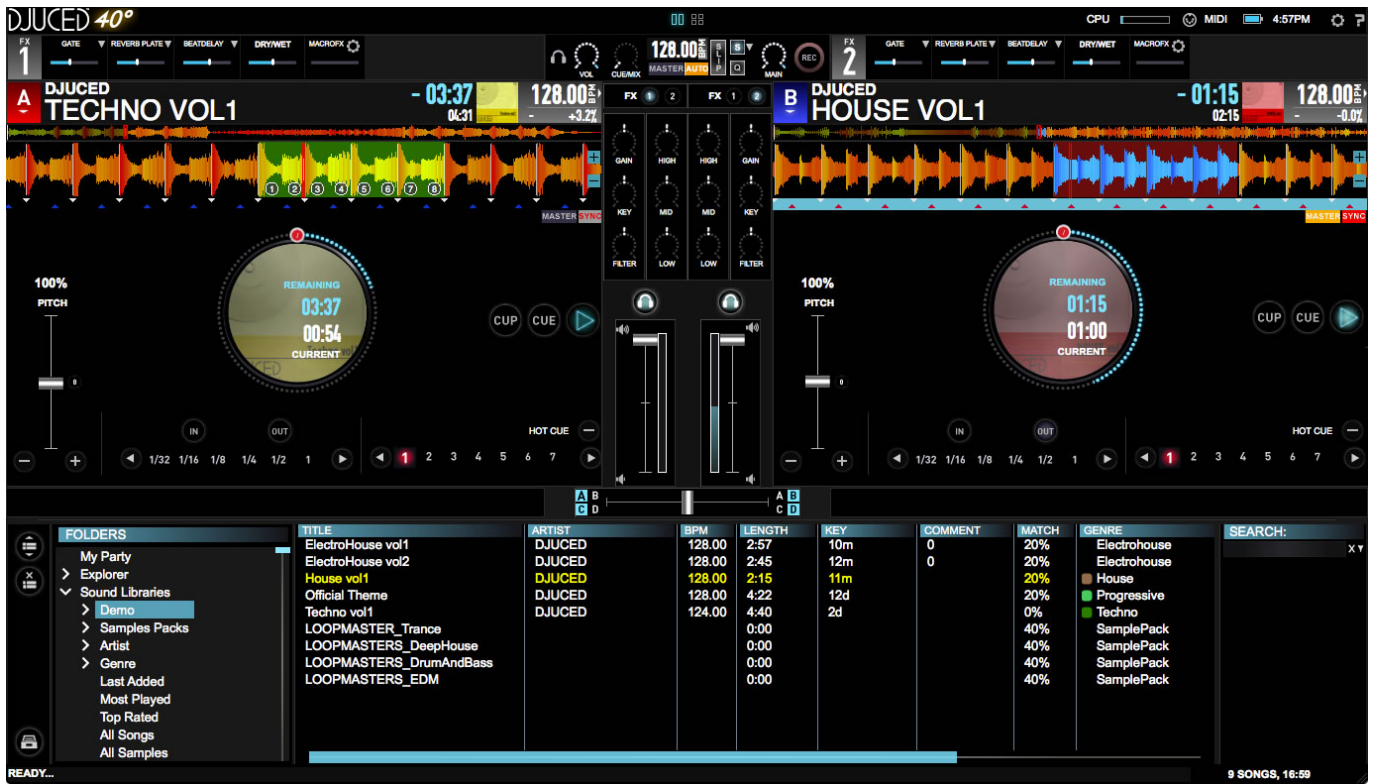 DJUCED 40°
CPU MIDI 4:57PM ?
FX 1 GATE REVERB PLATE BEATDELAY DRY/WET MACROFX
VOL CUE/MIX 128.00 BPM MASTER AUTO SLIP S Q MAIN REC
FX 2 GATE REVERB PLATE BEATDELAY DRY/WET MACROFX
A DJUCED - 03:37 128.00 BPM
TECHNO VOL1 04:31 - +3.2%
FX 1 2 FX 1 2
B DJUCED - 01:15 128.00 BPM
HOUSE VOL1 02:15 - -0.0%
1 2 3 4 5 6 7 8
GAIN HIGH HIGH GAIN
KEY MID MID KEY
FILTER LOW LOW FILTER
MASTER SYNC
MASTER SYNC
100%
PITCH
0
REMAINING
03:37
00:54
CURRENT
CUP CUE
100%
PITCH
0
REMAINING
01:15
01:00
CURRENT
CUP CUE
IN OUT HOT CUE
1/32 1/16 1/8 1/4 1/2 1 1 2 3 4 5 6 7
IN OUT HOT CUE
1/32 1/16 1/8 1/4 1/2 1 1 2 3 4 5 6 7
A B A B
C D C D
FOLDERS
My Party
Explorer
Sound Libraries
Demo
Samples Packs
Artist
Genre
Last Added
Most Played
Top Rated
All Songs
All Samples
TITLE ARTIST BPM LENGTH KEY COMMENT MATCH GENRE
ElectroHouse vol1 DJUCED 128.00 2:57 10m 0 20% Electrohouse
ElectroHouse vol2 DJUCED 128.00 2:45 12m 0 20% Electrohouse
House vol1 DJUCED 128.00 2:15 11m 20% House
Official Theme DJUCED 128.00 4:22 12d 20% Progressive
Techno vol1 DJUCED 124.00 4:40 2d 0% Techno
LOOPMASTER_Trance 0:00 40% SamplePack
LOOPMASTERS_DeepHouse 0:00 40% SamplePack
LOOPMASTERS_DrumAndBass 0:00 40% SamplePack
LOOPMASTERS_EDM 0:00 40% SamplePack
SEARCH:
X
READY...
9 SONGS, 16:59